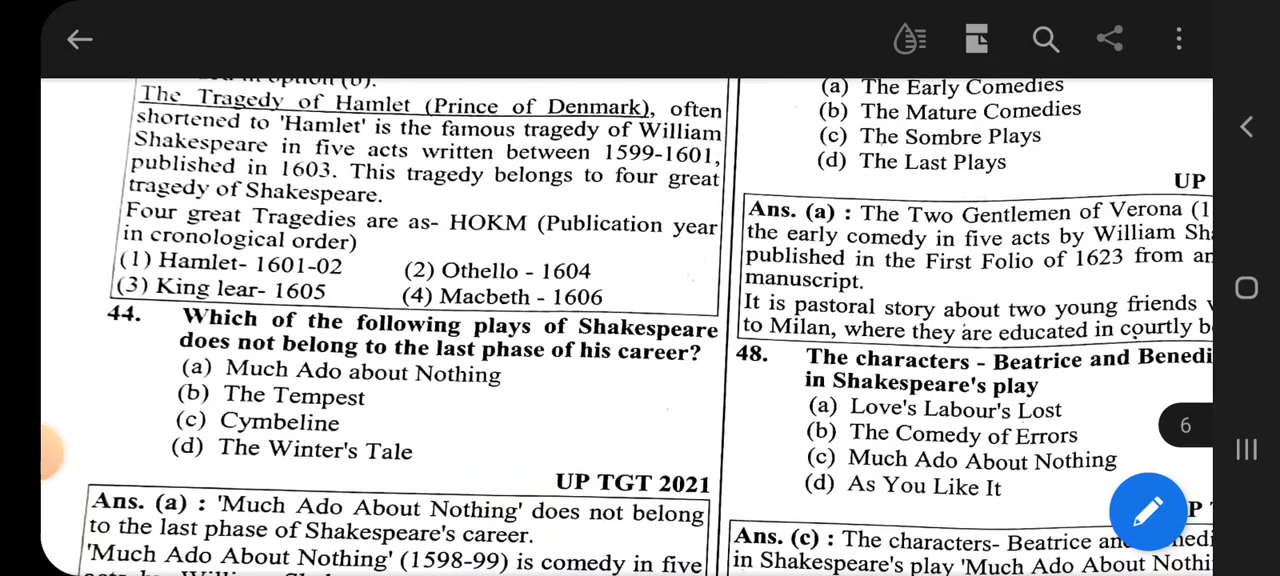 The Tragedy of Hamlet (Prince of Denmark), often
shortened to 'Hamlet' is the famous tragedy of William
Shakespeare in five acts written between 1599-1601,
published in 1603. This tragedy belongs to four great
tragedy of Shakespeare.
Four great Tragedies are as- HOKM (Publication year
in cronological order)
(1) Hamlet- 1601-02
(2) Othello - 1604
(3) King lear- 1605
(4) Macbeth - 1606
44. Which of the following plays of Shakespeare
does not belong to the last phase of his career?
(a) Much Ado about Nothing
(b) The Tempest
(c) Cymbeline
(d) The Winter's Tale
UP TGT 2021
Ans. (a) : 'Much Ado About Nothing' does not belong
to the last phase of Shakespeare's career.
'Much Ado About Nothing' (1598-99) is comedy in five
(a) The Early Comedies
(b) The Mature Comedies
(c) The Sombre Plays
(d) The Last Plays
UP
Ans. (a) : The Two Gentlemen of Verona (1
the early comedy in five acts by William Sh
published in the First Folio of 1623 from an
manuscript.
It is pastoral story about two young friends
to Milan, where they are educated in courtly b
48. The characters - Beatrice and Benedi
in Shakespeare's play
(a) Love's Labour's Lost
(b) The Comedy of Errors
(c) Much Ado About Nothing
(d) As You Like It
P
Ans. (c) : The characters- Beatrice and nedi
in Shakespeare's play 'Much Ado About Nothi
6